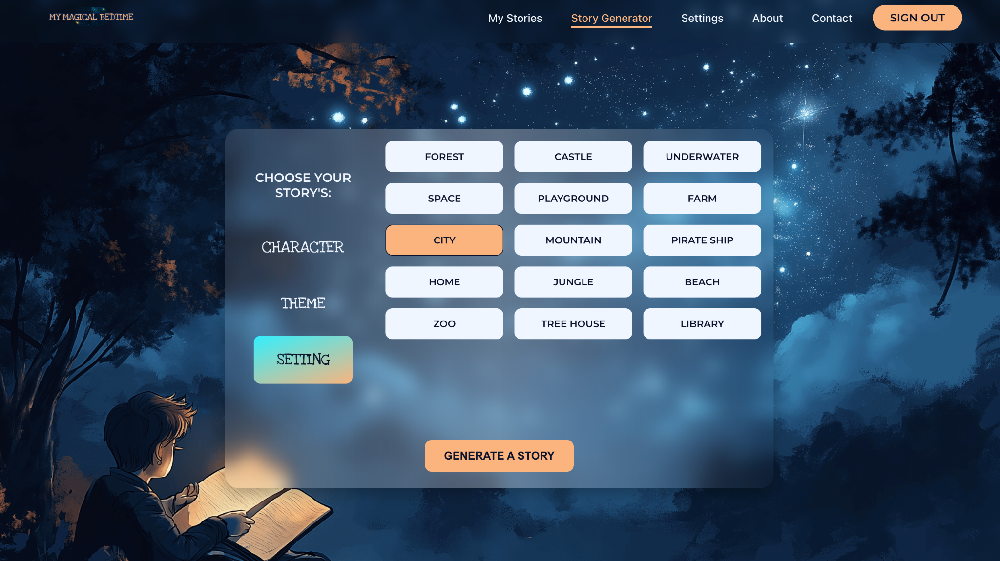 MY MAGICAL BEDTIME
My Stories
Story Generator
Settings
About
Contact
SIGN OUT
CHOOSE YOUR
STORY'S:
CHARACTER
THEME
SETTING
FOREST
CASTLE
UNDERWATER
SPACE
PLAYGROUND
FARM
CITY
MOUNTAIN
PIRATE SHIP
HOME
JUNGLE
BEACH
ZOO
TREE HOUSE
LIBRARY
GENERATE A STORY